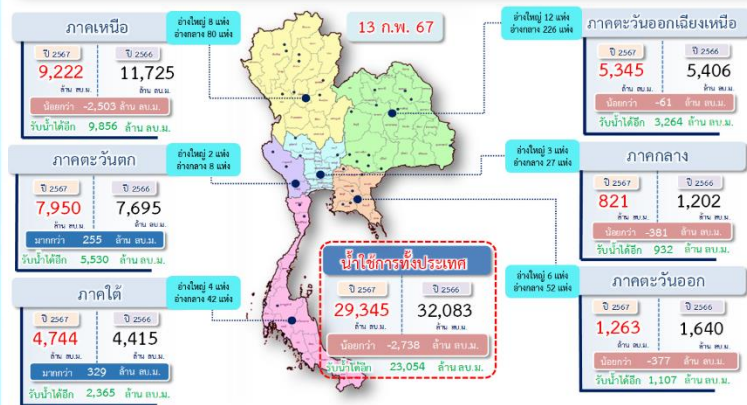 13 ก.พ. 67
ภาคเหนือ
ปี 2567 ปี 2566
9,222 11,725
ล้าน ลบ.ม. ล้าน ลบ.ม.
น้อยกว่า -2,503 ล้าน ลบ.ม.
รับน้ำได้อีก 9,856 ล้าน ลบ.ม.
อ่างใหญ่ 8 แห่ง
อ่างกลาง 80 แห่ง
อ่างใหญ่ 12 แห่ง
อ่างกลาง 226 แห่ง
ภาคตะวันออกเฉียงเหนือ
ปี 2567 ปี 2566
5,345 5,406
ล้าน ลบ.ม. ล้าน ลบ.ม.
น้อยกว่า -61 ล้าน ลบ.ม.
รับน้ำได้อีก 3,264 ล้าน ลบ.ม.
ภาคตะวันตก
ปี 2567 ปี 2566
7,950 7,695
ล้าน ลบ.ม. ล้าน ลบ.ม.
มากกว่า 255 ล้าน ลบ.ม.
รับน้ำได้อีก 5,530 ล้าน ลบ.ม.
อ่างใหญ่ 2 แห่ง
อ่างกลาง 8 แห่ง
อ่างใหญ่ 3 แห่ง
อ่างกลาง 27 แห่ง
ภาคกลาง
ปี 2567 ปี 2566
821 1,202
ล้าน ลบ.ม. ล้าน ลบ.ม.
น้อยกว่า -381 ล้าน ลบ.ม.
รับน้ำได้อีก 932 ล้าน ลบ.ม.
ภาคใต้
ปี 2567 ปี 2566
4,744 4,415
ล้าน ลบ.ม. ล้าน ลบ.ม.
มากกว่า 329 ล้าน ลบ.ม.
รับน้ำได้อีก 2,365 ล้าน ลบ.ม.
อ่างใหญ่ 4 แห่ง
อ่างกลาง 42 แห่ง
น้ำใช้การทั้งประเทศ
ปี 2567 ปี 2566
29,345 32,083
ล้าน ลบ.ม. ล้าน ลบ.ม.
น้อยกว่า -2,738 ล้าน ลบ.ม.
รับน้ำได้อีก 23,054 ล้าน ลบ.ม.
อ่างใหญ่ 6 แห่ง
อ่างกลาง 52 แห่ง
ภาคตะวันออก
ปี 2567 ปี 2566
1,263 1,640
ล้าน ลบ.ม. ล้าน ลบ.ม.
น้อยกว่า -377 ล้าน ลบ.ม.
รับน้ำได้อีก 1,107 ล้าน ลบ.ม.